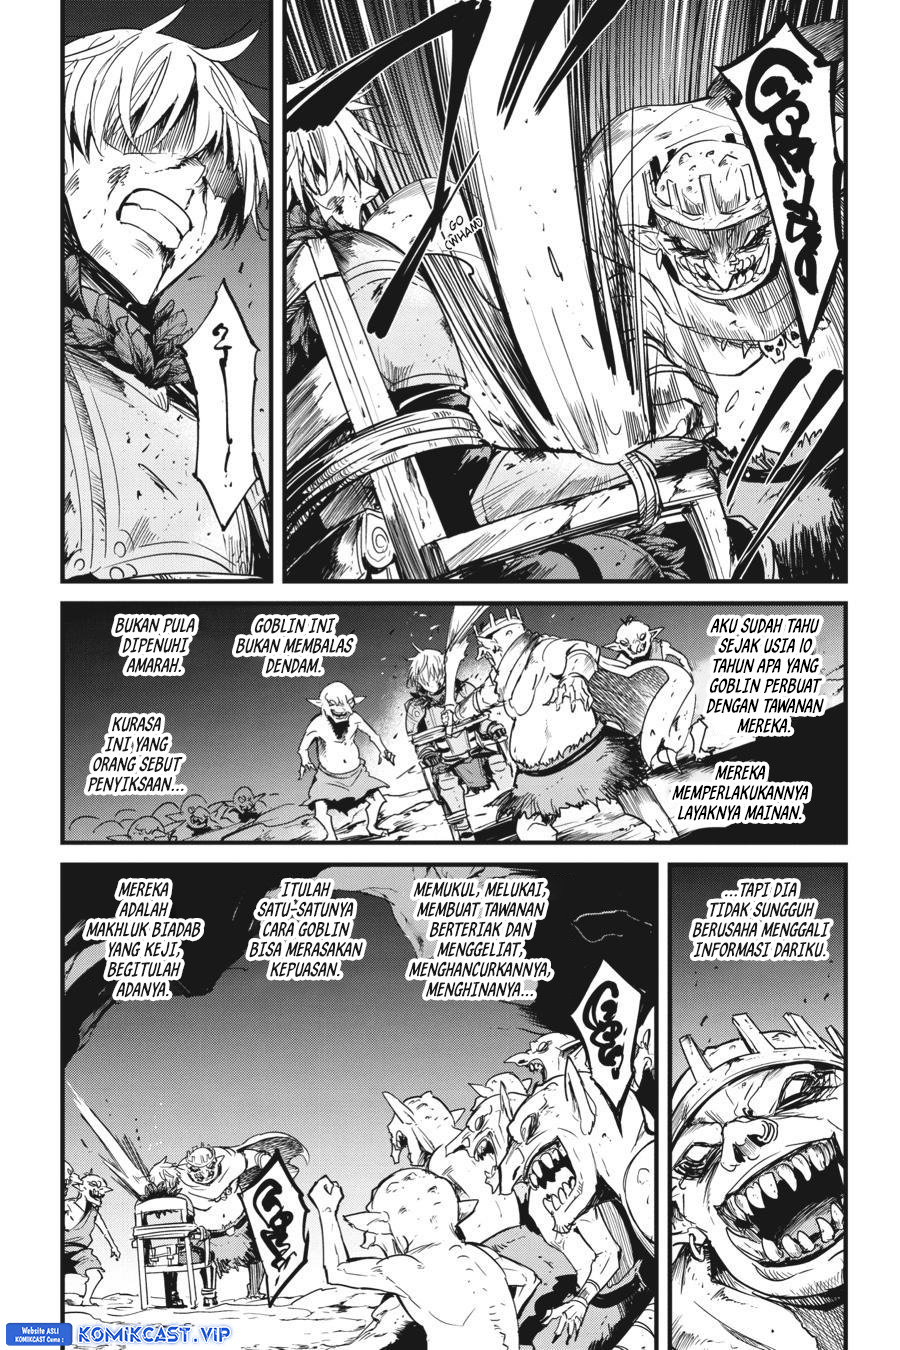 GO
WHAND
AKU SUDAH TAHU
SEJAK USIA 10
TAHUN APA YANG
GOBLIN PERBUAT
DENGAN TAWANAN
MEREKA.
MEREKA
MEMPERLAKUKANNYA
LAYAKNYA MAINAN.
GOBLIN INI
BUKAN MEMBALAS
DENDAM.
BUKAN PULA
DIPENUHI
AMARAH.
KURASA
INI YANG
ORANG SEBUT
PENYIKSAAN...
...TAPI DIA
TIDAK SUNGGUH
BERUSAHA MENGGALI
INFORMASI DARIKU.
MEMUKUL, MELUKAI,
MEMBUAT TAWANAN
BERTERIAK DAN
MENGGELIAT,
MENGHANCURKANNYA,
MENGHINANYA...
ITULAH
SATU-SATUNYA
CARA GOBLIN
BISA MERASAKAN
KEPUASAN.
MEREKA
ADALAH
MAKHLUK BIADAB
YANG KEJI,
BEGITULAH
ADANYA.
Website ASLI
KOMIKCAST Cuma :
KOMIKCAST.VIP